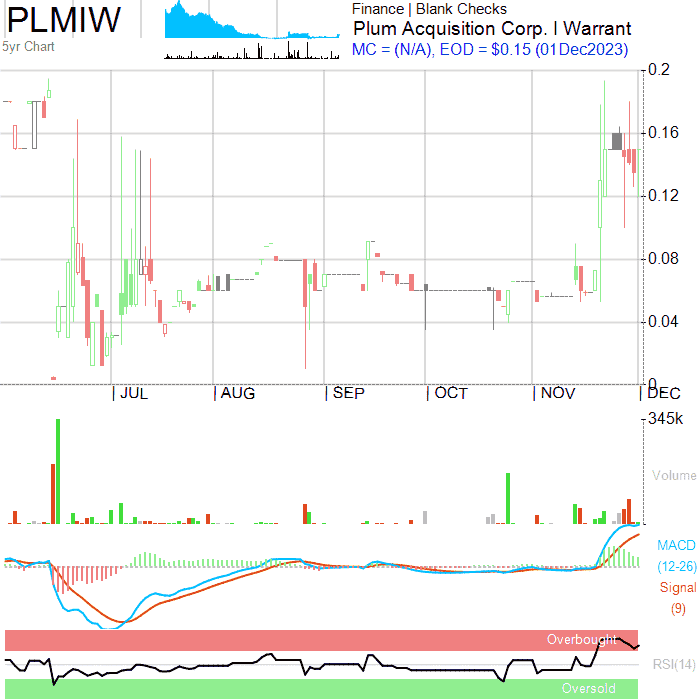 PLMIW
5yr Chart
Finance | Blank Checks
Plum Acquisition Corp. I Warrant
MC = (N/A), EOD = $0.15 (01Dec2023)
0.2
0.16
0.12
0.08
0.04
0
JUL AUG SEP OCT NOV DEC
345k
Volume
MACD
(12-26)
Signal
(9)
Overbought
RSI(14)
Oversold